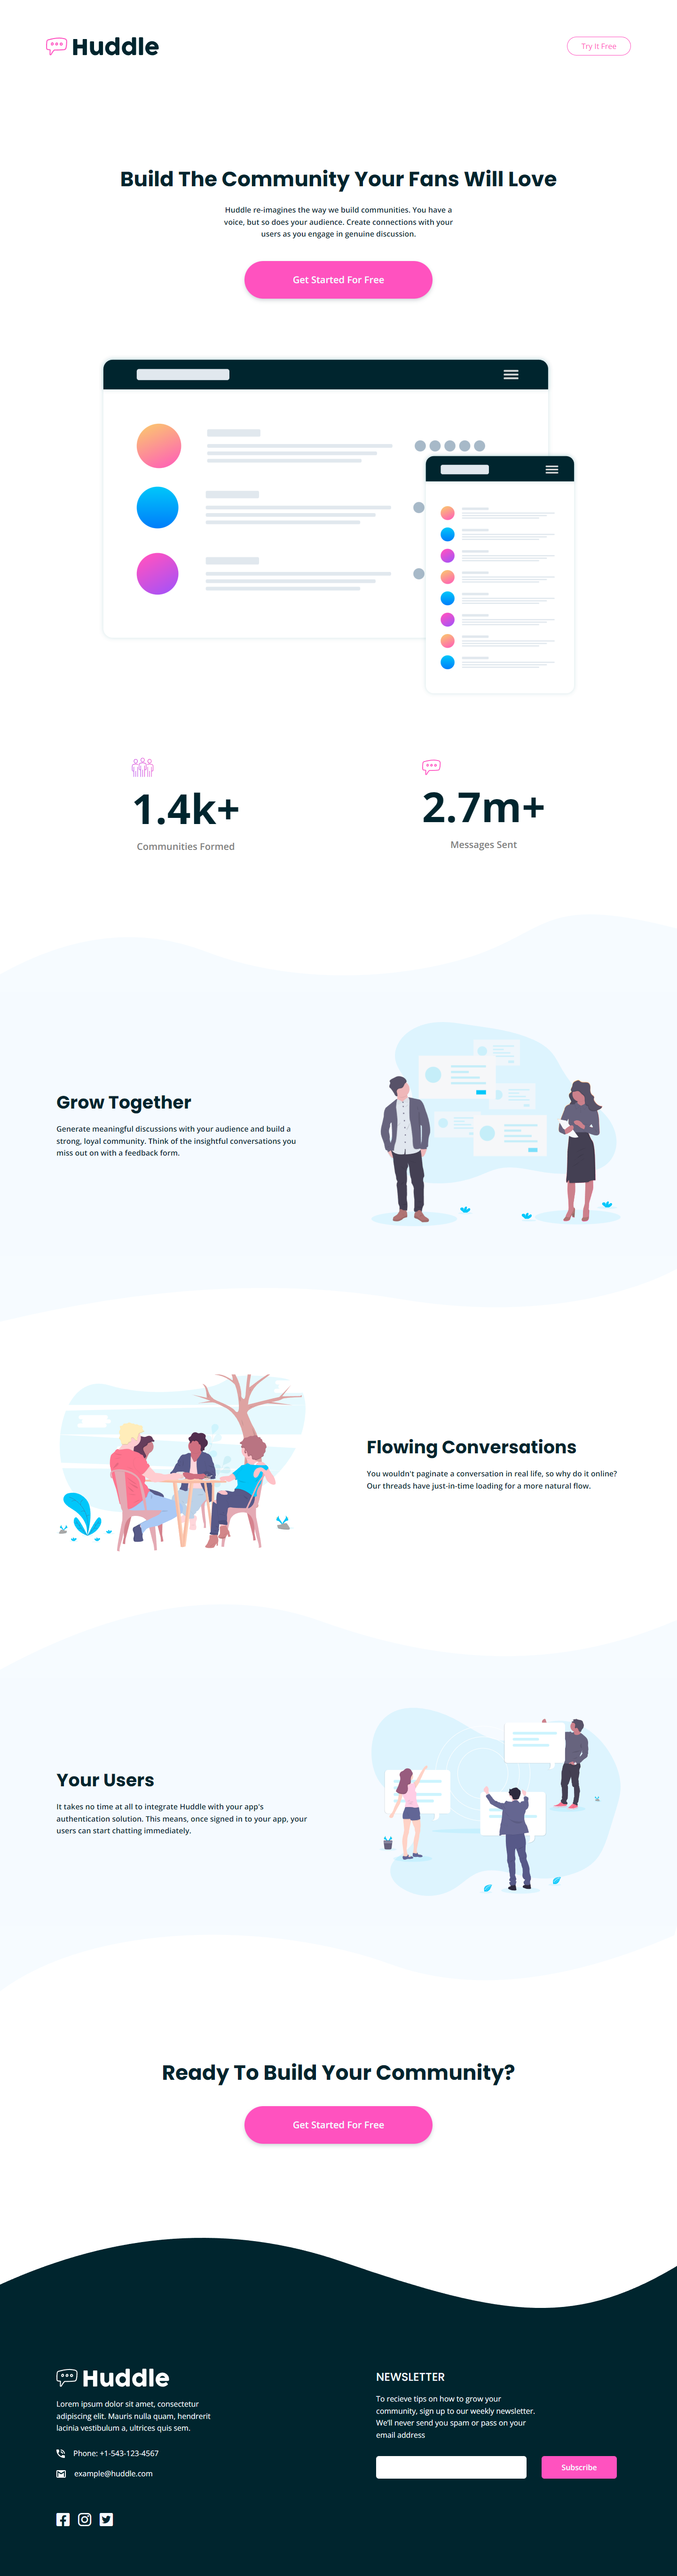 Huddle
Try It Free
Build The Community Your Fans Will Love
Huddle re-imagines the way we build communities. You have a
voice, but so does your audience. Create connections with your
users as you engage in genuine discussion.
Get Started For Free
1.4k+
Communities Formed
2.7m+
Messages Sent
Grow Together
Generate meaningful discussions with your audience and build a
strong, loyal community. Think of the insightful conversations you
miss out on with a feedback form.
Flowing Conversations
You wouldn't paginate a conversation in real life, so why do it online?
Our threads have just-in-time loading for a more natural flow.
Your Users
It takes no time at all to integrate Huddle with your app's
authentication solution. This means, once signed in to your app, your
users can start chatting immediately.
Ready To Build Your Community?
Get Started For Free
Huddle
Lorem ipsum dolor sit amet, consectetur
adipiscing elit. Mauris nulla quam, hendrerit
lacinia vestibulum a, ultrices quis sem.
Phone: +1-543-123-4567
example@huddle.com
NEWSLETTER
To recieve tips on how to grow your
community, sign up to our weekly newsletter.
We'll never send you spam or pass on your
email address
Subscribe